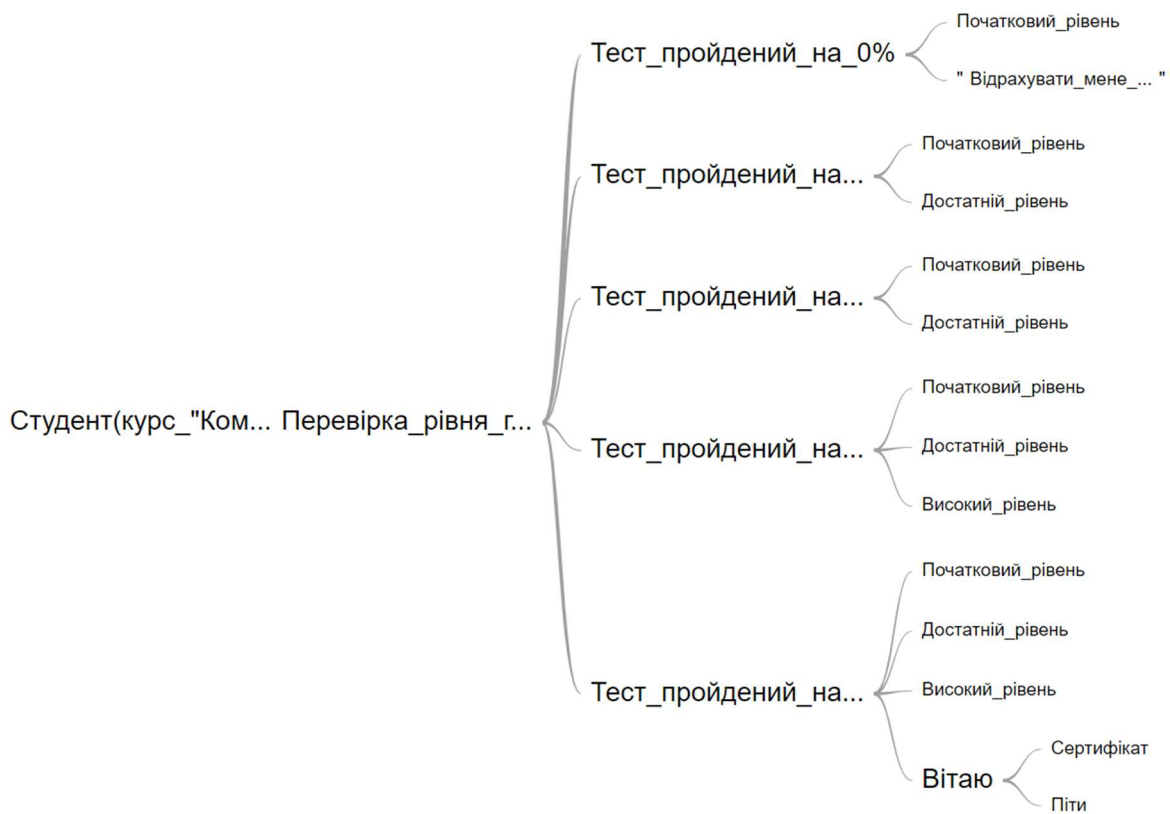 Тест_пройдений_на_0%
Початковий_рівень
" Відрахувати_мене_... "
Тест_пройдений_на...
Початковий_рівень
Достатній_рівень
Тест_пройдений_на...
Початковий_рівень
Достатній_рівень
Студент(курс_"Ком... Перевірка_рівня_г...
Тест_пройдений_на...
Початковий_рівень
Достатній_рівень
Високий_рівень
Тест_пройдений_на...
Початковий_рівень
Достатній_рівень
Високий_рівень
Вітаю
Сертифікат
Піти